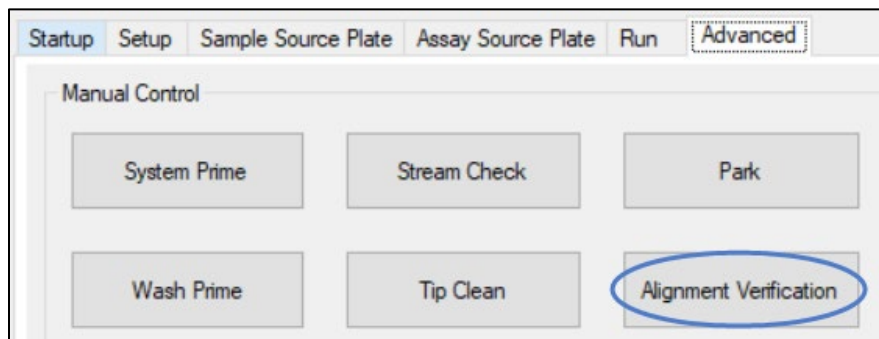 Startup Setup Sample Source Plate Assay Source Plate Run Advanced
Manual Control
System Prime Stream Check Park
Wash Prime Tip Clean Alignment Verification